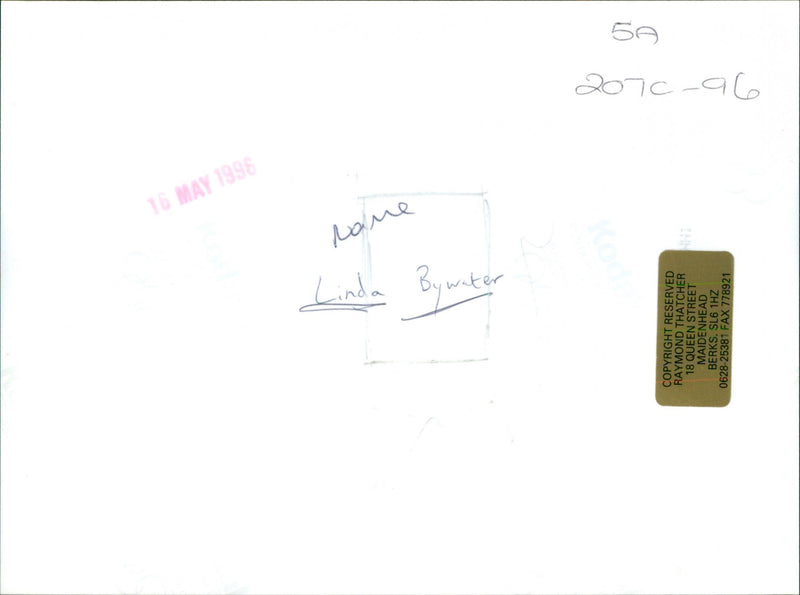 5A
207C-96
16 MAY 1996
Name
Linda Bywater
COPYRIGHT RESERVED
RAYMOND THATCHER
18 QUEEN STREET
MAIDENHEAD
BERKS. SL6 1HZ
0628-25381 FAX 778921